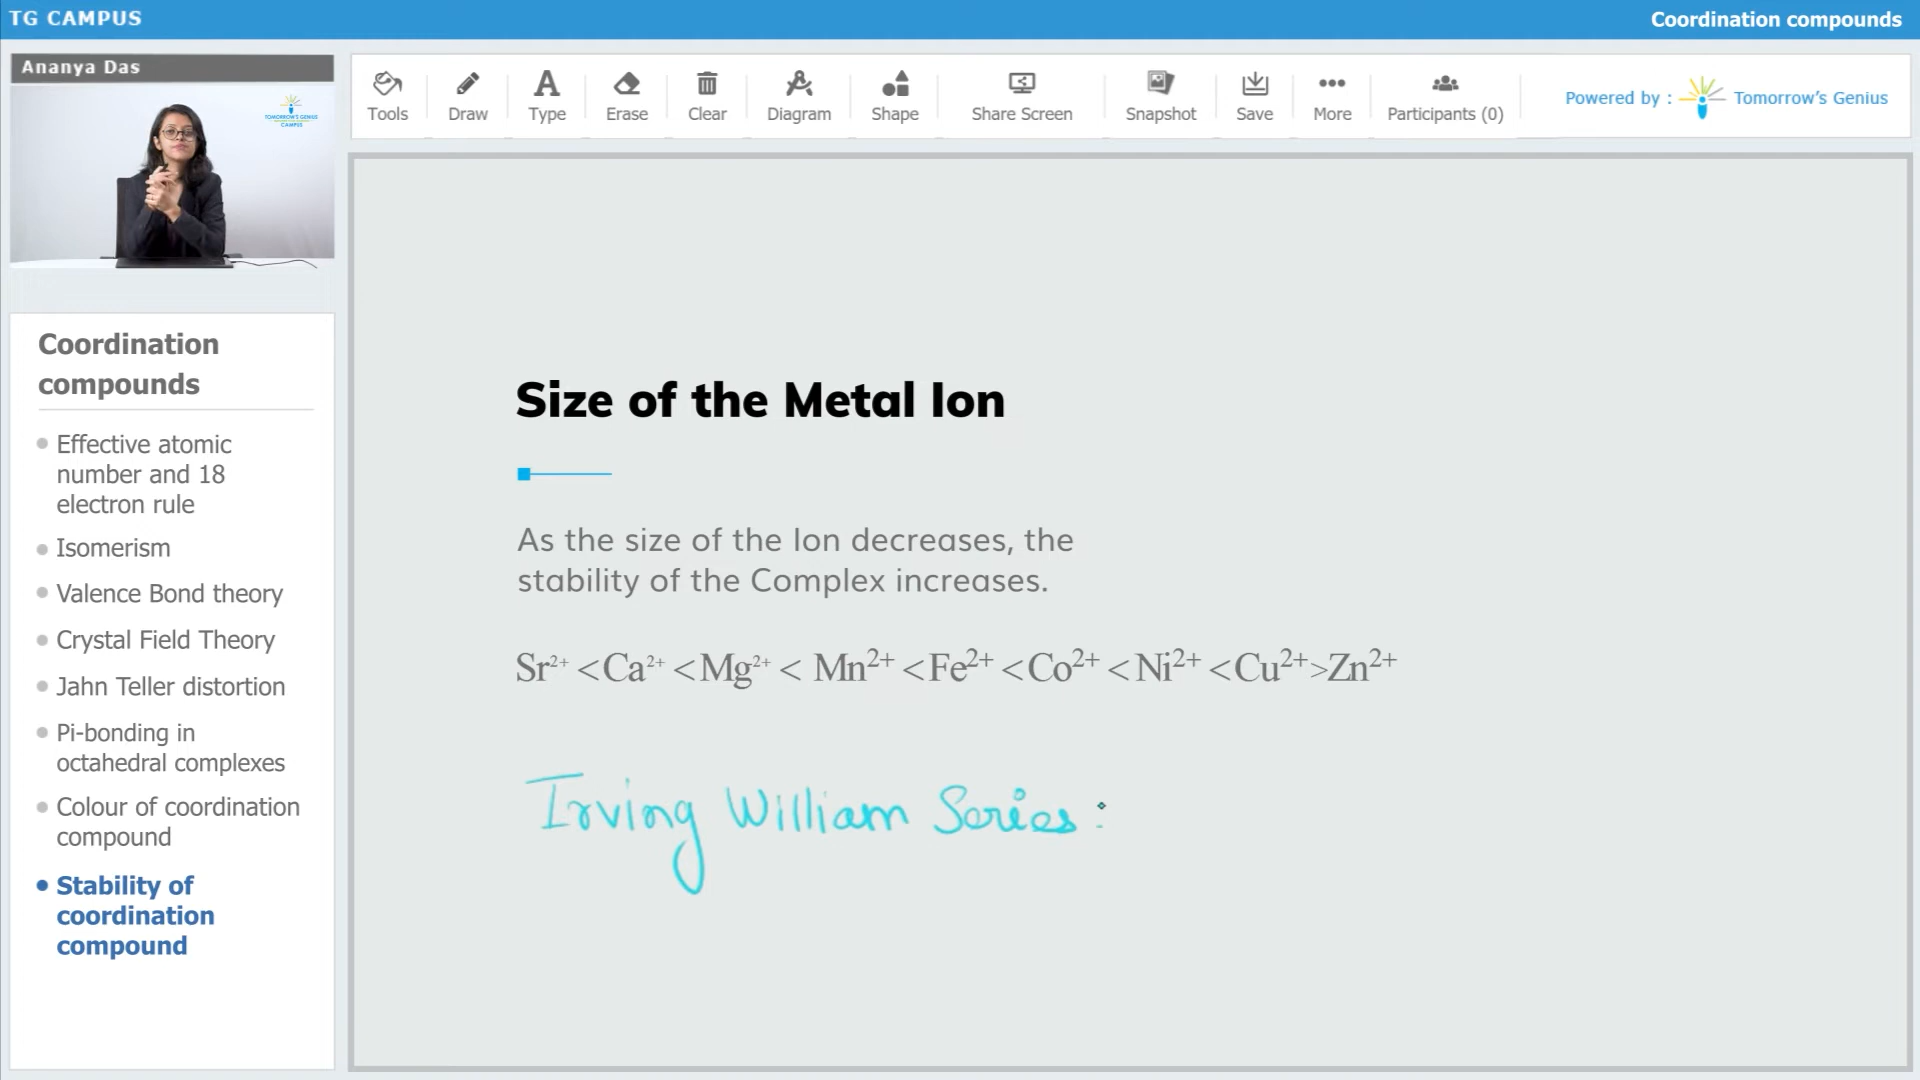 TG CAMPUS
Coordination compounds
Ananya Das
TOMORROW'S GENIUS
CAMPUS
Tools
Draw
Type
Erase
Clear
Diagram
Shape
Share Screen
Snapshot
Save
More
Participants (0)
Powered by : Tomorrow's Genius
Coordination
compounds
Effective atomic
number and 18
electron rule
Isomerism
Valence Bond theory
Crystal Field Theory
Jahn Teller distortion
Pi-bonding in
octahedral complexes
Colour of coordination
compound
Stability of
coordination
compound
Size of the Metal Ion
As the size of the Ion decreases, the
stability of the Complex increases.
Sr²⁺ <Ca²⁺ <Mg²⁺ < Mn²⁺ <Fe²⁺ <Co²⁺ <Ni²⁺ <Cu²⁺>Zn²⁺
Irving William Series :